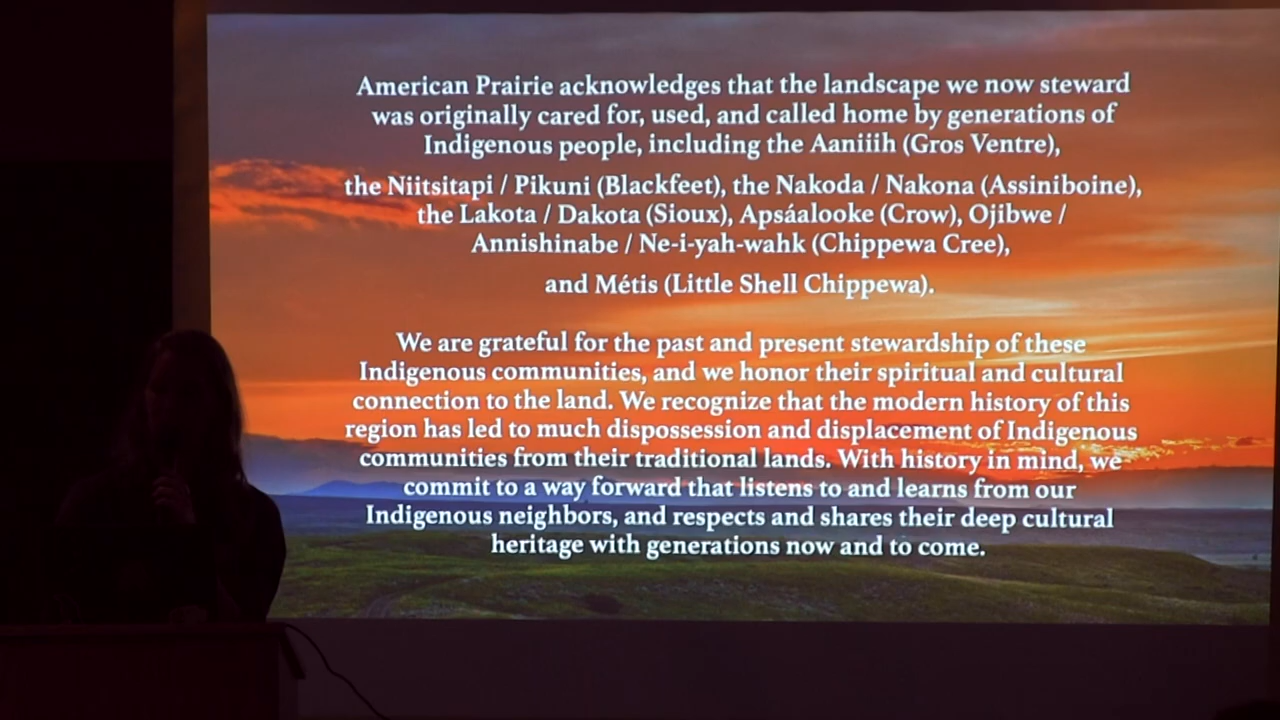 American Prairie acknowledges that the landscape we now steward
was originally cared for, used, and called home by generations of
Indigenous people, including the Aaniiih (Gros Ventre),
the Niitsitapi / Pikuni (Blackfeet), the Nakoda / Nakona (Assiniboine),
the Lakota / Dakota (Sioux), Apsáalooke (Crow), Ojibwe /
Annishinabe / Ne-i-yah-wahk (Chippewa Cree),
and Métis (Little Shell Chippewa).
We are grateful for the past and present stewardship of these
Indigenous communities, and we honor their spiritual and cultural
connection to the land. We recognize that the modern history of this
region has led to much dispossession and displacement of Indigenous
communities from their traditional lands. With history in mind, we
commit to a way forward that listens to and learns from our
Indigenous neighbors, and respects and shares their deep cultural
heritage with generations now and to come.